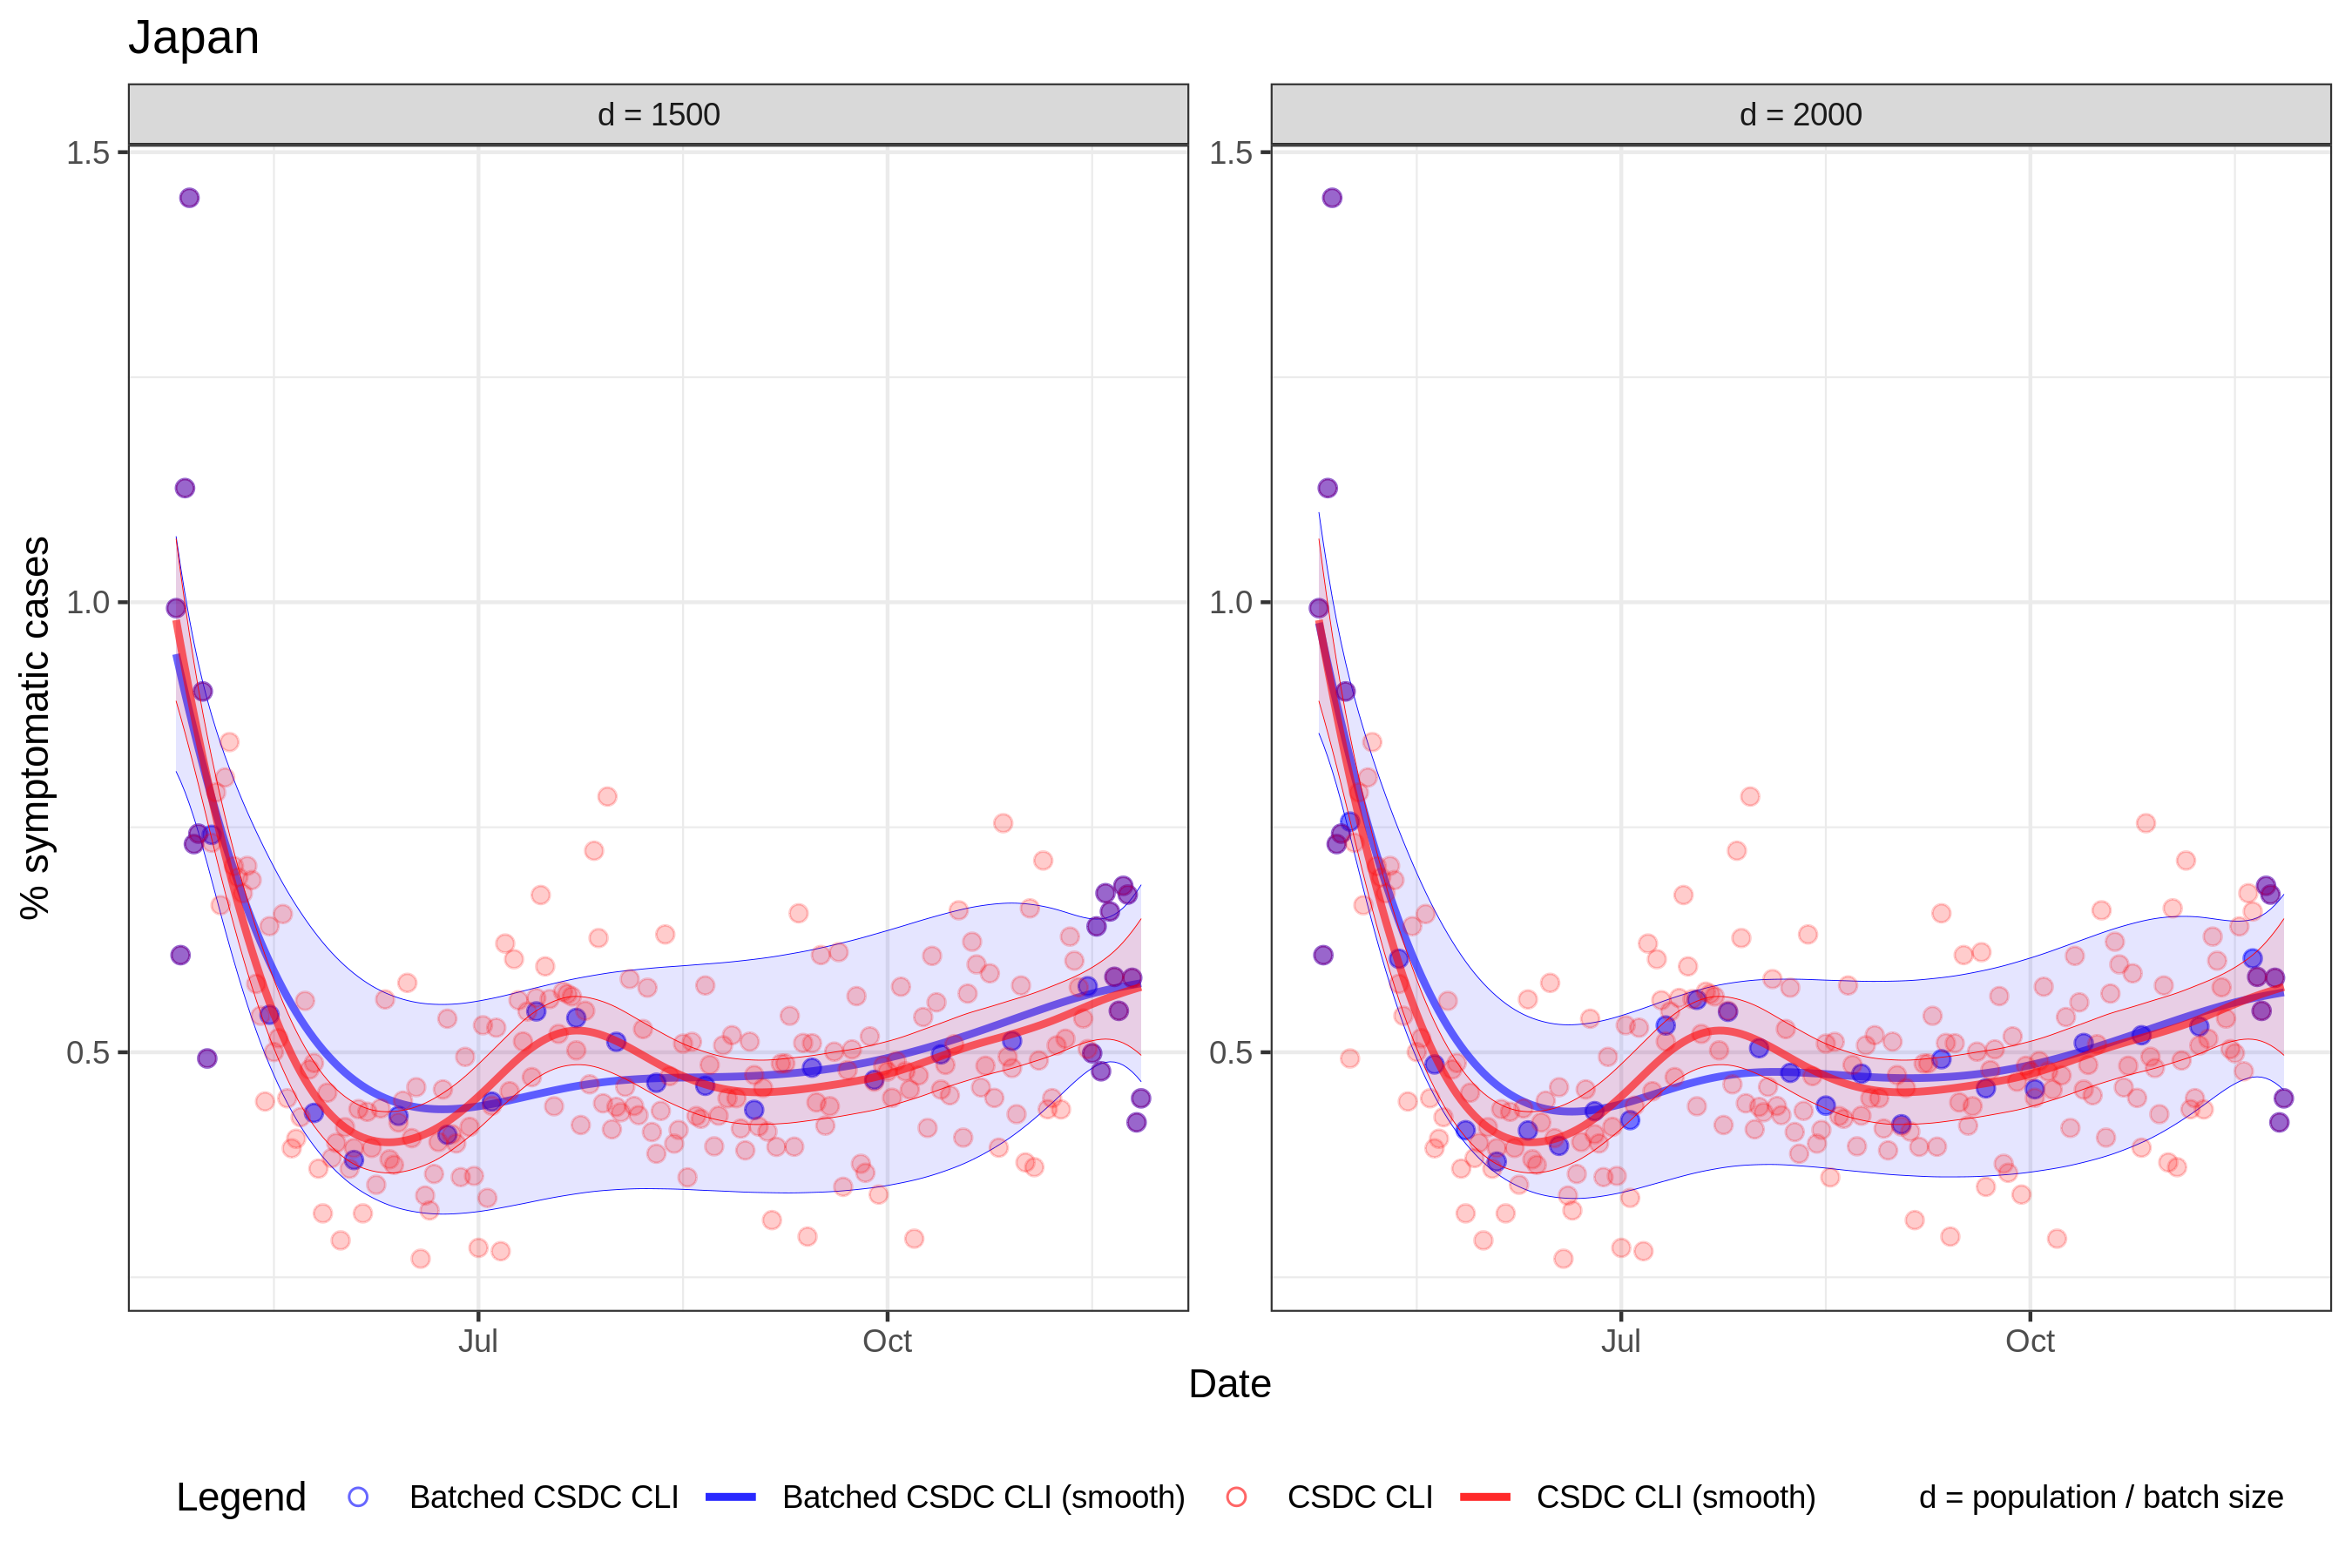 Japan
d = 1500
d = 2000
1.5
1.0
0.5
1.5
1.0
0.5
% symptomatic cases
Jul
Oct
Jul
Oct
Date
Legend
Batched CSDC CLI
Batched CSDC CLI (smooth)
CSDC CLI
CSDC CLI (smooth)
d = population / batch size